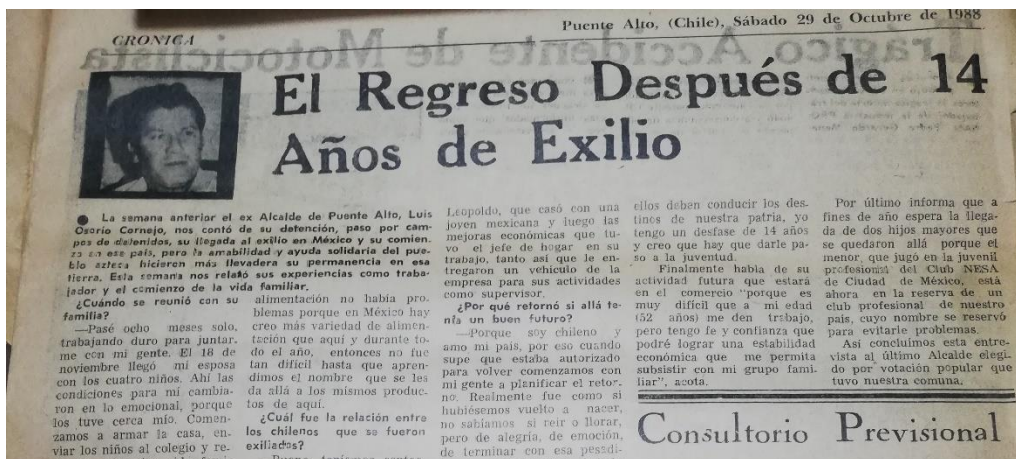 Puente Alto, (Chile), Sábado 29 de Octubre de 1988
CRONICA
El Regreso Después de 14
Años de Exilio
● La semana anterior el ex Alcalde de Puente Alto, Luis
Osorio Cornejo, nos contó de su detención, paso por cam-
pos de detenidos, su llegada al exilio en México y su comien-
zo en ese país, pero la amabilidad y ayuda solidaria del pue-
blo azteca hicieron más llevadera su permanencia en esa
tierra. Esta semana nos relató sus experiencias como traba-
jador y el comienzo de la vida familiar.
¿Cuándo se reunió con su
familia?
—Pasé ocho meses solo,
trabajando duro para juntar-
me con mi gente. El 18 de
noviembre llegó mi esposa
con los cuatro niños. Ahí las
condiciones para mí cambia-
ron en lo emocional, porque
los tuve cerca mío. Comen-
zamos a armar la casa, en-
viar los niños al colegio y re-
alimentación no había pro-
blemas porque en México hay
creo más variedad de alimen-
tación que aquí y durante to-
do el año, entonces no fue
tan difícil hasta que apren-
dimos el nombre que se les
da allá a los mismos produc-
tos de aquí.
¿Cuál fue la relación entre
los chilenos que se fueron
exiliados?
Leopoldo, que casó con una
joven mexicana y luego las
mejoras económicas que tu-
vo el jefe de hogar en su
trabajo, tanto así que le en-
tregaron un vehículo de la
empresa para sus actividades
como supervisor.
¿Por qué retornó si allá te-
nía un buen futuro?
—Porque soy chileno y
amo mi país, por eso cuando
supe que estaba autorizado
para volver comenzamos con
mi gente a planificar el retor-
no. Realmente fue como si
hubiésemos vuelto a nacer,
no sabíamos si reir o llorar,
pero de alegría, de emoción,
de terminar con esa pesadi-
ellos deben conducir los des-
tinos de nuestra patria, yo
tengo un desfase de 14 años
y creo que hay que darle pa-
so a la juventud.
Finalmente habla de su
actividad futura que estará
en el comercio "porque es
muy difícil que a mi edad
(52 años) me den trabajo,
pero tengo fe y confianza que
podré lograr una estabilidad
económica que me permita
subsistir con mi grupo fami-
liar", acota.
Por último informa que a
fines de año espera la llega-
da de dos hijos mayores que
se quedaron allá porque el
menor, que jugó en la juvenil
profesional del Club NESA
de Ciudad de México, está
ahora en la reserva de un
club profesional de nuestro
país, cuyo nombre se reservó
para evitarle problemas.
Así concluimos esta entre-
vista al último Alcalde elegi-
do por votación popular que
tuvo nuestra comuna.
Consultorio Previsional